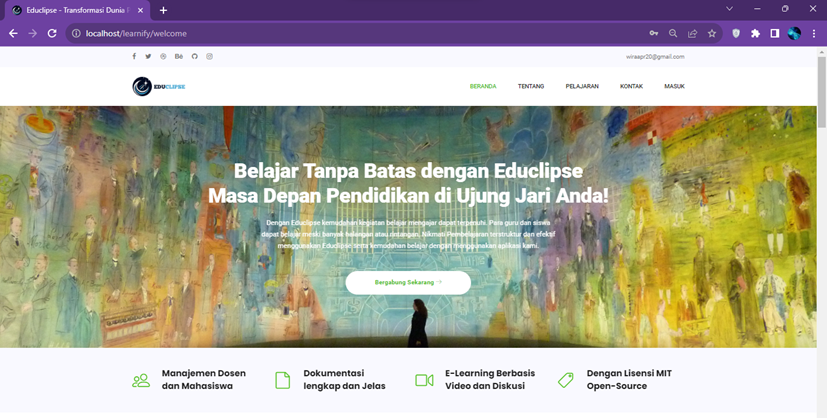 Educlipse - Transformasi Dunia P
localhost/learnify/welcome
Bē
wiraapr20@gmail.com
EDUCLIPSE
BERANDA TENTANG PELAJARAN KONTAK MASUK
Belajar Tanpa Batas dengan Educlipse
Masa Depan Pendidikan di Ujung Jari Anda!
Dengan Educlipse kemudahan kegiatan belajar mengajar dapat terpenuhi. Para guru dan siswa
dapat belajar meski banyak halangan atau rintangan. Nikmati Pembelajaran terstruktur dan efektif
menggunakan Educlipse serta kemudahan belajar dengan menggunakan aplikasi kami.
Bergabung Sekarang
Manajemen Dosen
dan Mahasiswa
Dokumentasi
lengkap dan Jelas
E-Learning Berbasis
Video dan Diskusi
Dengan Lisensi MIT
Open-Source